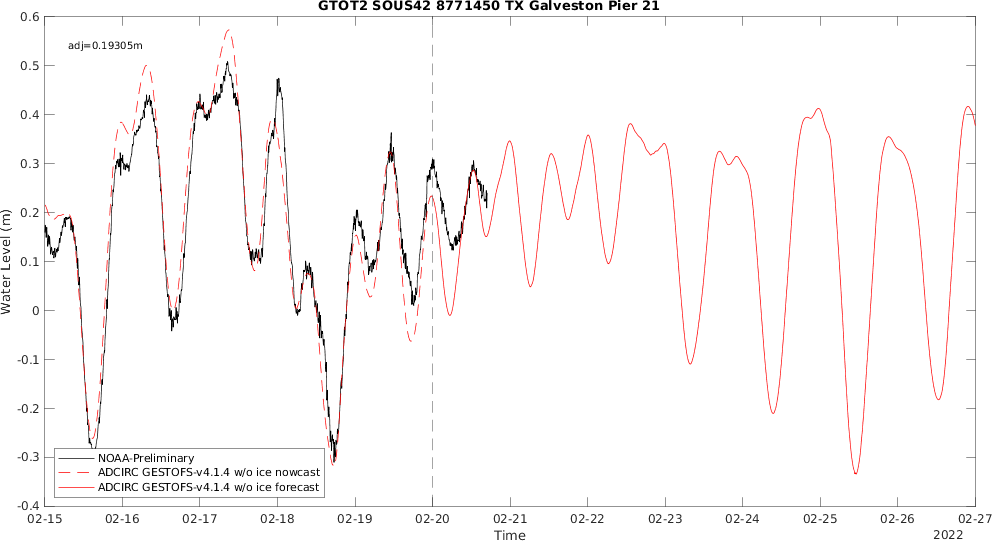 GTOT2 SOUS42 8771450 TX Galveston Pier 21
adj=0.19305m
0.6
0.5
0.4
0.3
0.2
0.1
0
-0.1
-0.2
-0.3
-0.4
Water Level (m)
NOAA-Preliminary
ADCIRC GESTOFS-v4.1.4 w/o ice nowcast
ADCIRC GESTOFS-v4.1.4 w/o ice forecast
02-15 02-16 02-17 02-18 02-19 02-20 02-21 02-22 02-23 02-24 02-25 02-26 02-27
Time
2022